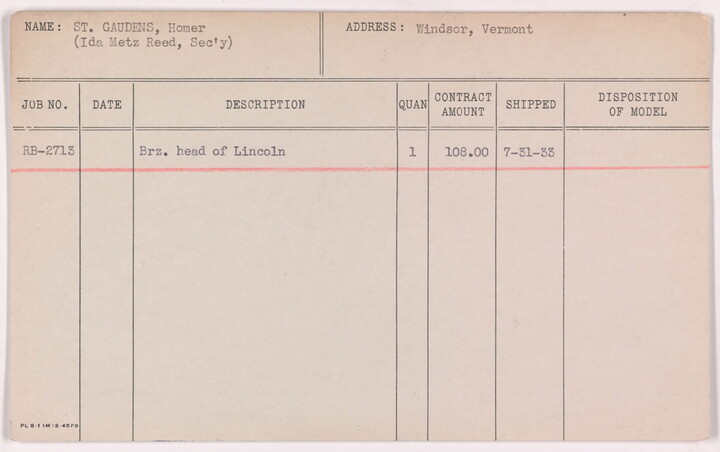 NAME: ST. GAUDENS, Homer ADDRESS: Windsor, Vermont
(Ida Metz Reed, Sec'y)
JOB NO. DATE DESCRIPTION QUAN CONTRACT AMOUNT SHIPPED DISPOSITION OF MODEL
RB-2713 Brz. head of Lincoln 1 108.00 7-31-33